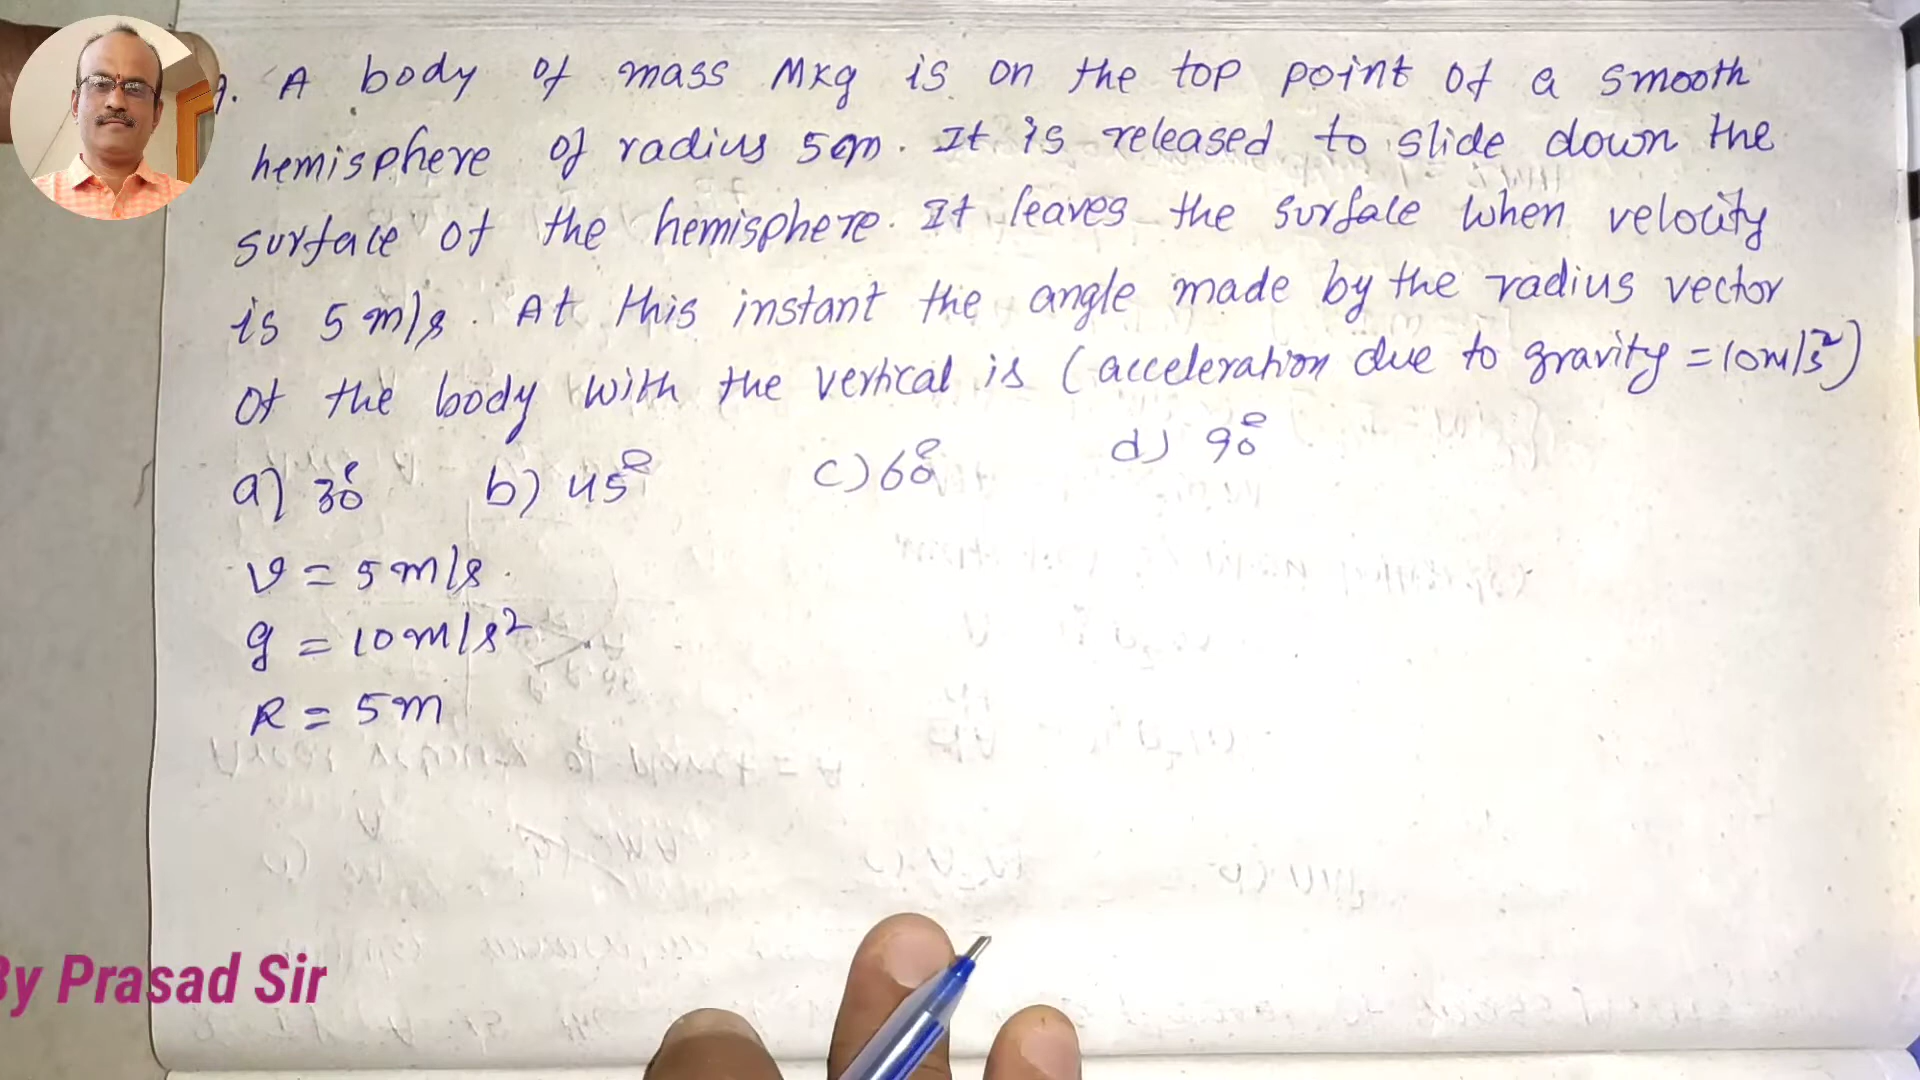 9. A body of mass Mkg is on the top point of a smooth
hemisphere of radius 5m. It is released to slide down the
surface of the hemisphere. It leaves the surface when velocity
is 5 m/s. At this instant the angle made by the radius vector
of the body with the vertical is (acceleration due to gravity = 10m/s²)
a) 30° b) 45° c) 60° d) 90°
v = 5 m/s.
g = 10 m/s²
R = 5m
By Prasad Sir